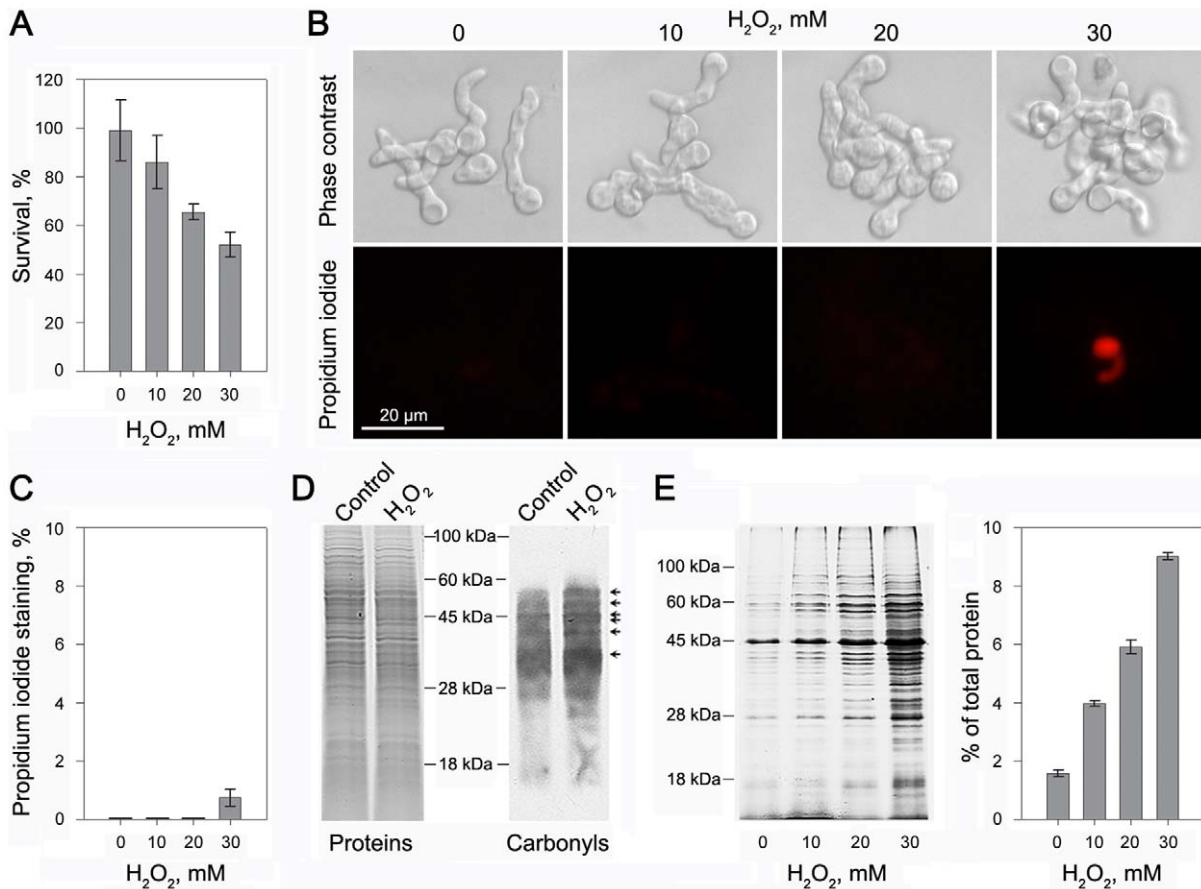 A
Survival, %
120
100
80
60
40
20
0
0 10 20 30
H₂O₂, mM
B
H₂O₂, mM
0 10 20 30
Phase contrast
Propidium iodide
20 µm
C
Propidium iodide staining, %
10
8
6
4
2
0
0 10 20 30
H₂O₂, mM
D
Control
H₂O₂
Control
H₂O₂
100 kDa
60 kDa
45 kDa
28 kDa
18 kDa
Proteins
Carbonyls
E
100 kDa
60 kDa
45 kDa
28 kDa
18 kDa
0 10 20 30
H₂O₂, mM
% of total protein
10
8
6
4
2
0
0 10 20 30
H₂O₂, mM